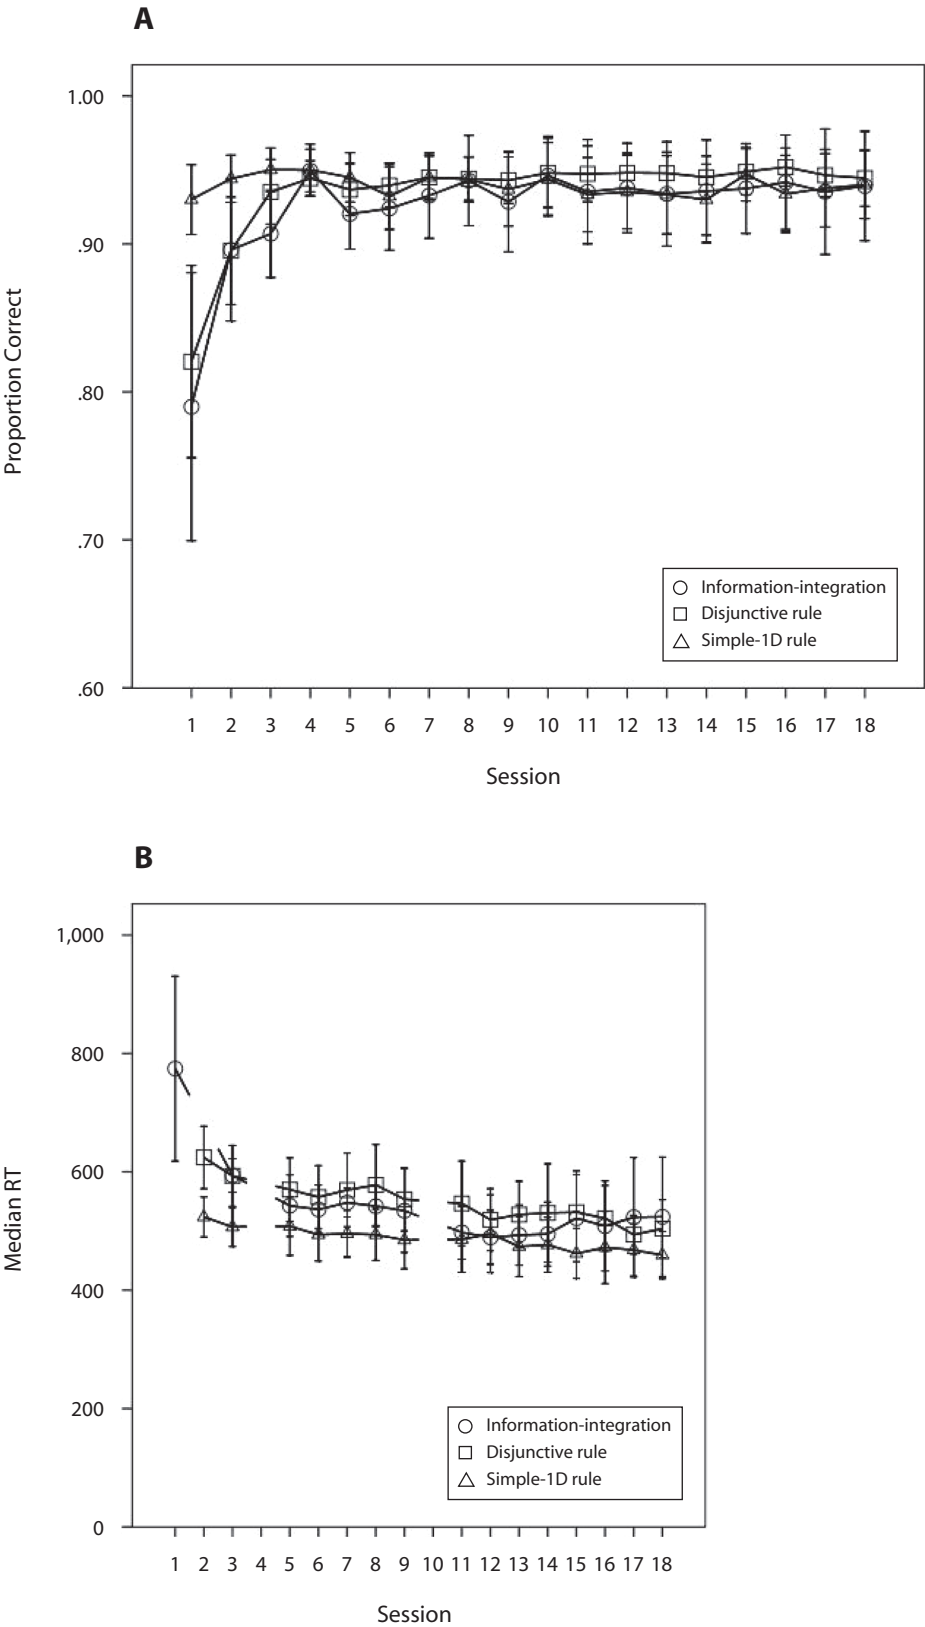 A
1.00
.90
.80
.70
.60
Proportion Correct
Information-integration
Disjunctive rule
Simple-1D rule
1 2 3 4 5 6 7 8 9 10 11 12 13 14 15 16 17 18
Session
B
1,000
800
600
400
200
0
Median RT
Information-integration
Disjunctive rule
Simple-1D rule
1 2 3 4 5 6 7 8 9 10 11 12 13 14 15 16 17 18
Session